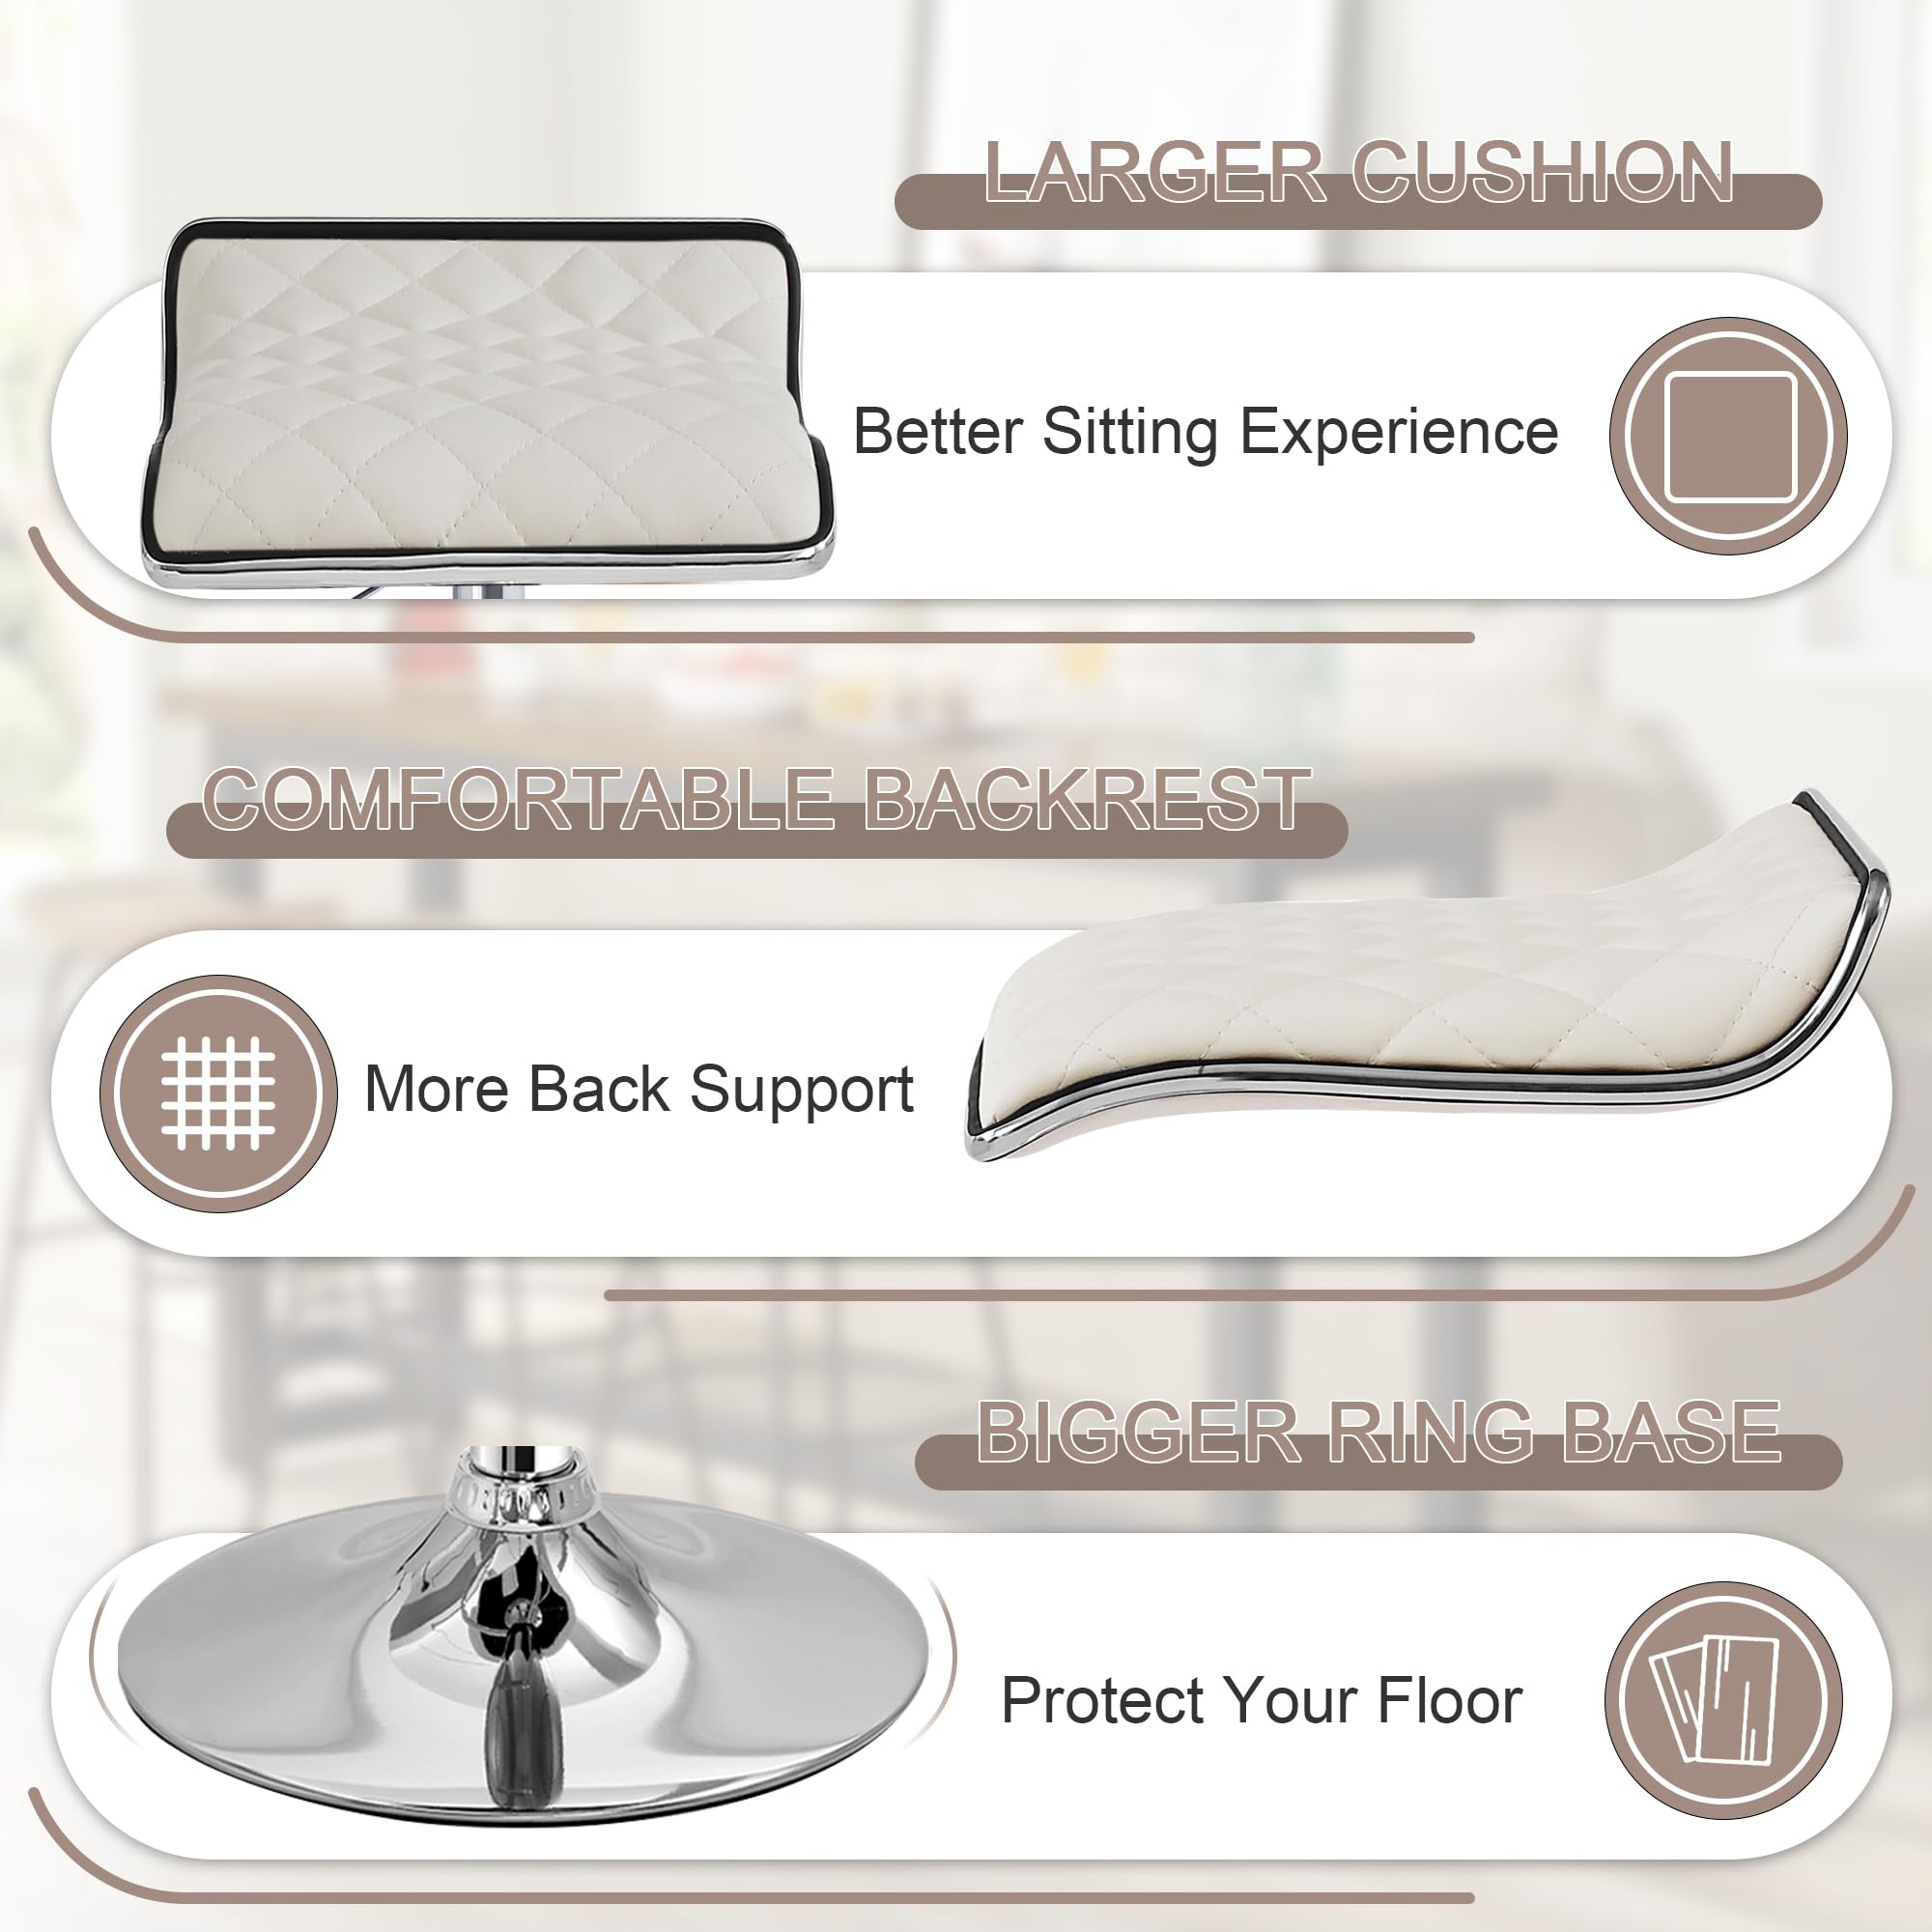 LARGER CUSHION
Better Sitting Experience
COMFORTABLE BACKREST
More Back Support
BIGGER RING BASE
Protect Your Floor